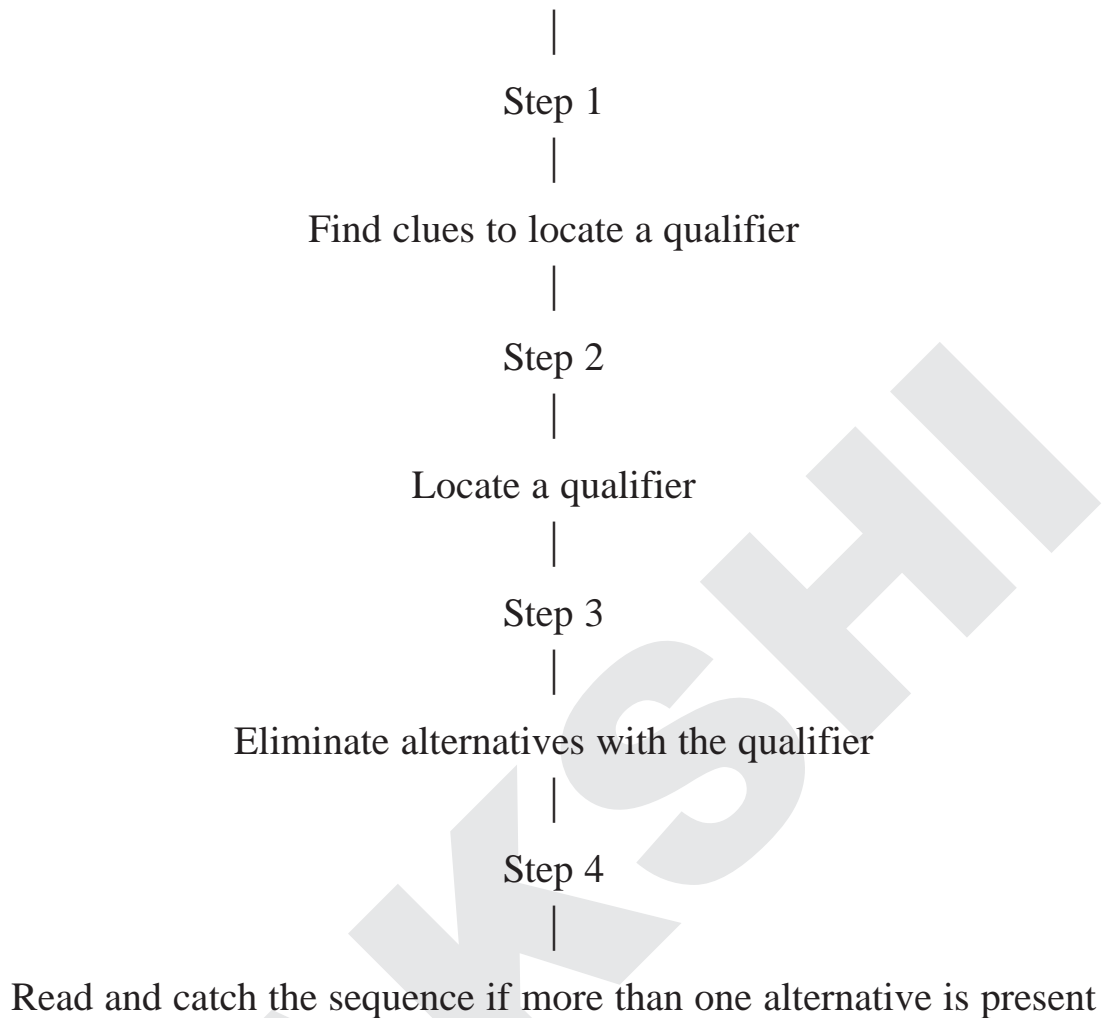 Step 1
Find clues to locate a qualifier
Step 2
Locate a qualifier
Step 3
Eliminate alternatives with the qualifier
Step 4
Read and catch the sequence if more than one alternative is present
KSHI